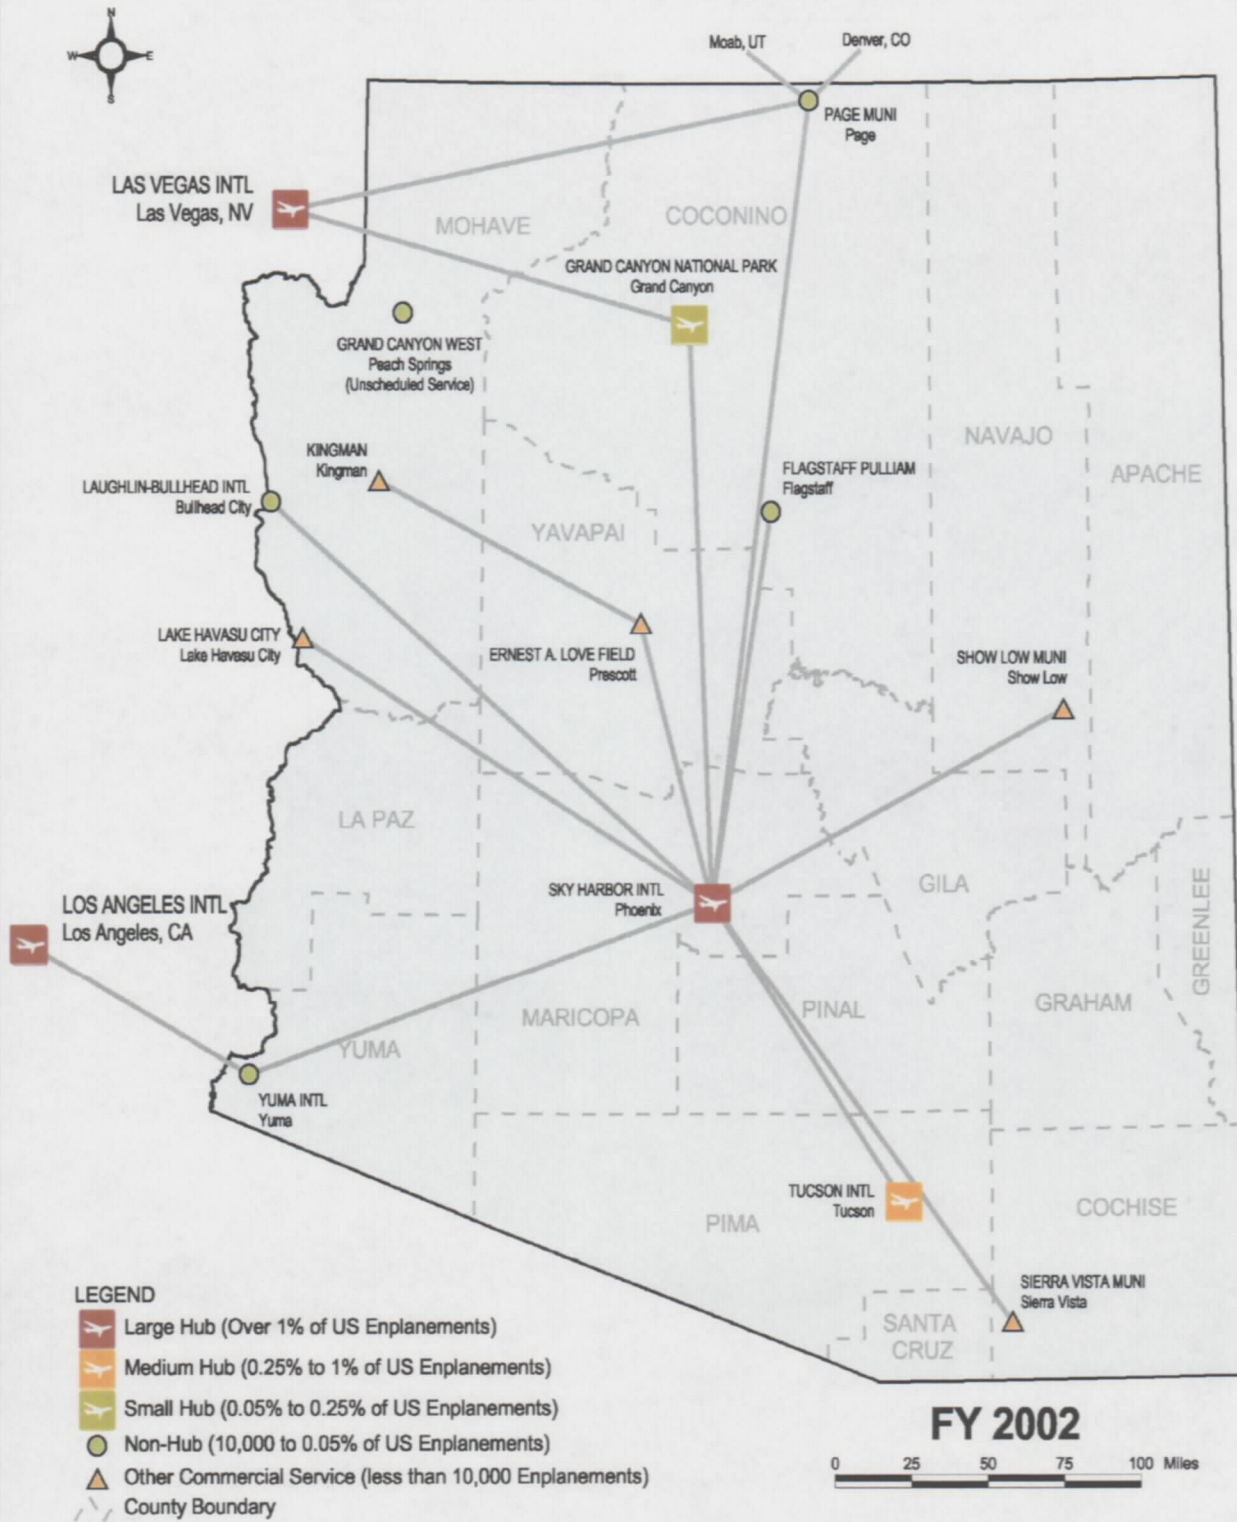 N
W E
S
Moab, UT
Denver, CO
PAGE MUNI
Page
LAS VEGAS INTL
Las Vegas, NV
MOHAVE
COCONINO
GRAND CANYON NATIONAL PARK
Grand Canyon
GRAND CANYON WEST
Peach Springs
(Unscheduled Service)
NAVAJO
APACHE
KINGMAN
Kingman
FLAGSTAFF PULLIAM
Flagstaff
LAUGHLIN-BULLHEAD INTL
Bullhead City
YAVAPAI
LAKE HAVASU CITY
Lake Havasu City
ERNEST A. LOVE FIELD
Prescott
SHOW LOW MUNI
Show Low
LA PAZ
SKY HARBOR INTL
Phoenix
GILA
GREENLEE
LOS ANGELES INTL
Los Angeles, CA
MARICOPA
PINAL
GRAHAM
YUMA
YUMA INTL
Yuma
TUCSON INTL
Tucson
PIMA
COCHISE
SIERRA VISTA MUNI
Sierra Vista
SANTA
CRUZ
LEGEND
Large Hub (Over 1% of US Enplanements)
Medium Hub (0.25% to 1% of US Enplanements)
Small Hub (0.05% to 0.25% of US Enplanements)
Non-Hub (10,000 to 0.05% of US Enplanements)
Other Commercial Service (less than 10,000 Enplanements)
County Boundary
FY 2002
0 25 50 75 100 Miles